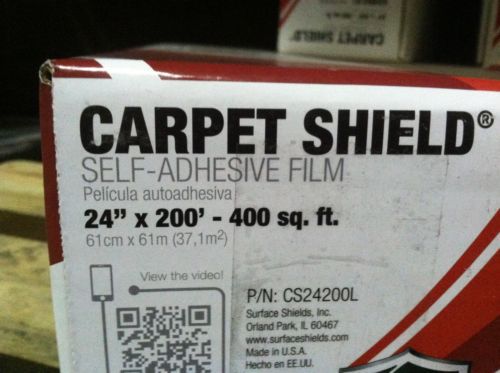 CARPET SHIELD
CARPET SHIELD®
SELF-ADHESIVE FILM
Película autoadhesiva
24" x 200' - 400 sq. ft.
61cm x 61m (37,1m²)
View the video!
P/N: CS24200L
Surface Shields, Inc.
Orland Park, IL 60467
www.surfaceshields.com
Made in U.S.A.
Hecho en EE.UU.